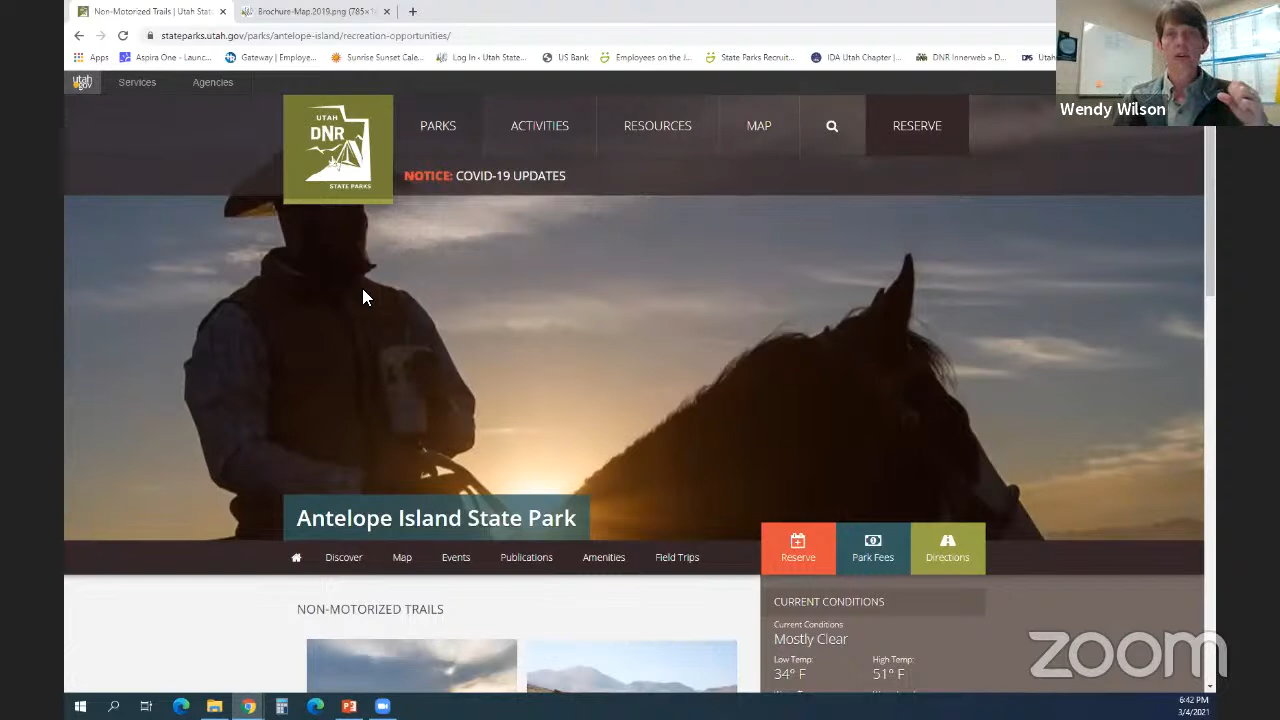 Non-Motorized Trails | Utah State
Brochure-Map.2019.png (785×1
stateparks.utah.gov/parks/antelope-island/recreation-opportunities/
Apps
Aspira One - Launc...
Gateway | Employe...
Sunrise Sunset Cale...
Log In ‹ Utah State...
US Bank
Employees on the J...
State Parks Recruit...
IDA Utah Chapter |...
DNR Innerweb » D...
Utah
Wendy Wilson
utah
gov
Services
Agencies
UTAH
DNR
STATE PARKS
PARKS
ACTIVITIES
RESOURCES
MAP
RESERVE
NOTICE: COVID-19 UPDATES
Antelope Island State Park
Discover
Map
Events
Publications
Amenities
Field Trips
Reserve
Park Fees
Directions
NON-MOTORIZED TRAILS
CURRENT CONDITIONS
Current Conditions:
Mostly Clear
Low Temp:
High Temp:
34° F
51° F
zoom
6:42 PM
3/4/2021